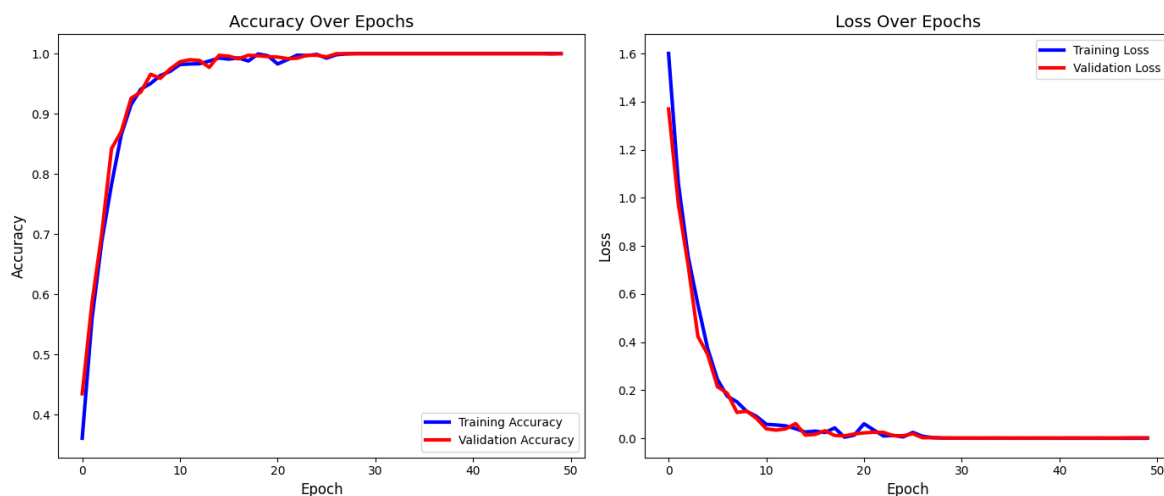 Accuracy Over Epochs
1.0
0.9
0.8
0.7
0.6
0.5
0.4
Accuracy
0
10
20
30
40
50
Epoch
Training Accuracy
Validation Accuracy
Loss Over Epochs
1.6
1.4
1.2
1.0
0.8
0.6
0.4
0.2
0.0
Loss
0
10
20
30
40
50
Epoch
Training Loss
Validation Loss